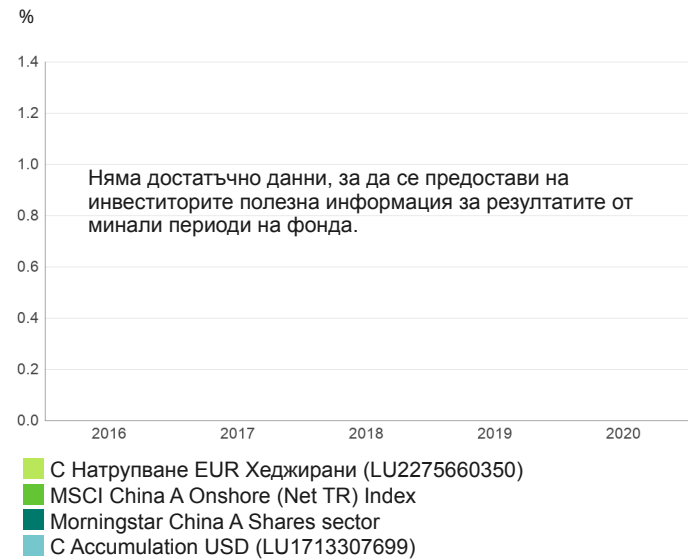 %
1.4
1.2
1.0
Няма достатъчно данни, за да се предостави на
инвеститорите полезна информация за резултатите от
минали периоди на фонда.
0.8
0.6
0.4
0.2
0.0
2016 2017 2018 2019 2020
C Натрупване EUR Хеджирани (LU2275660350)
MSCI China A Onshore (Net TR) Index
Morningstar China A Shares sector
C Accumulation USD (LU1713307699)